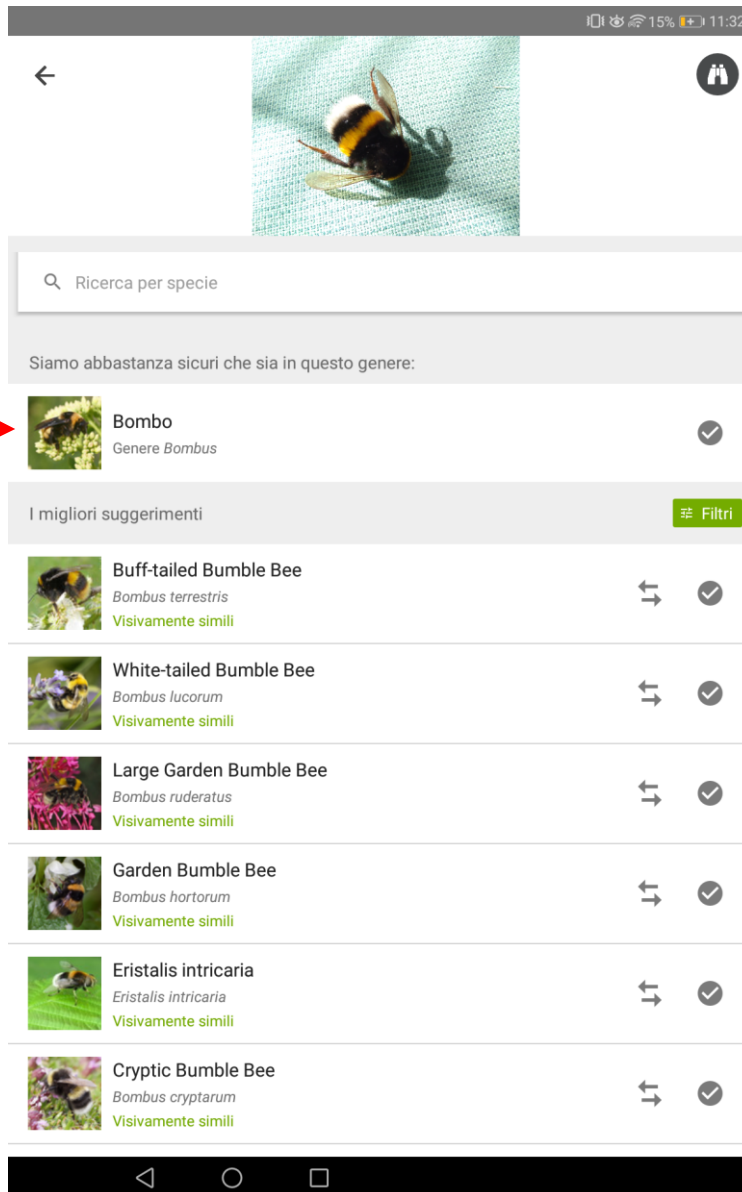 15% 11:32
Ricerca per specie
Siamo abbastanza sicuri che sia in questo genere:
Bombo
Genere Bombus
I migliori suggerimenti
Filtri
Buff-tailed Bumble Bee
Bombus terrestris
Visivamente simili
White-tailed Bumble Bee
Bombus lucorum
Visivamente simili
Large Garden Bumble Bee
Bombus ruderatus
Visivamente simili
Garden Bumble Bee
Bombus hortorum
Visivamente simili
Eristalis intricaria
Eristalis intricaria
Visivamente simili
Cryptic Bumble Bee
Bombus cryptarum
Visivamente simili